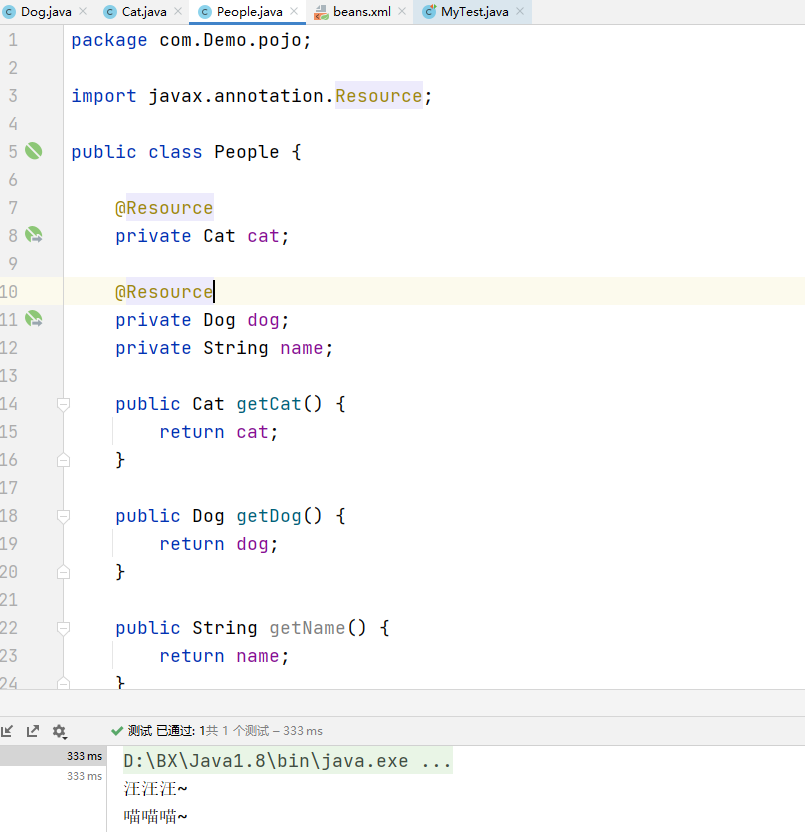 Dog.java × Cat.java × People.java × beans.xml × MyTest.java ×
1 package com.Demo.pojo;
2
3 import javax.annotation.Resource;
4
5 public class People {
6
7 @Resource
8 private Cat cat;
9
10 @Resource
11 private Dog dog;
12 private String name;
13
14 public Cat getCat() {
15 return cat;
16 }
17
18 public Dog getDog() {
19 return dog;
20 }
21
22 public String getName() {
23 return name;
24 }
测试 已通过: 1共 1 个测试 – 333 ms
333 ms D:\BX\Java1.8\bin\java.exe ...
333 ms 汪汪汪~
喵喵喵~